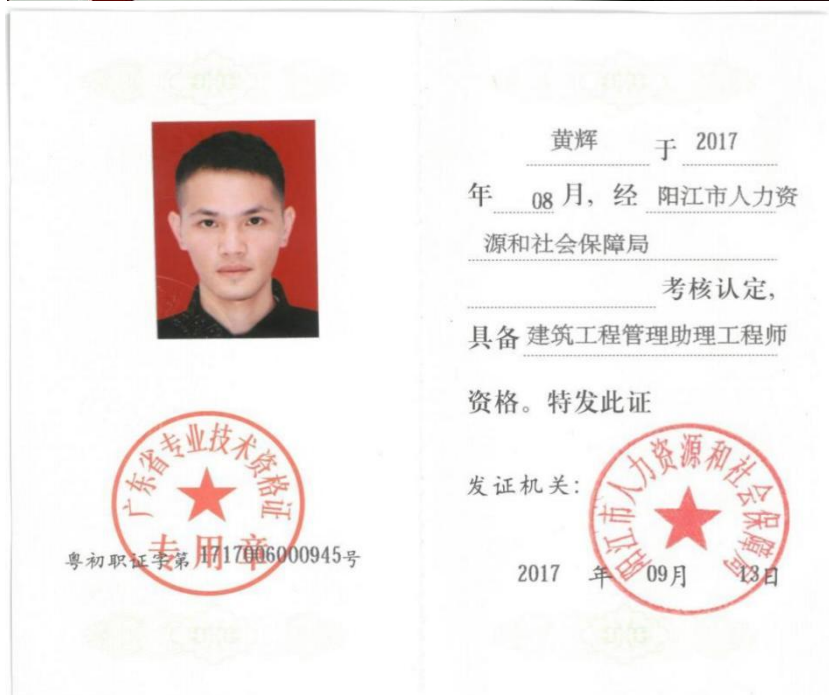 广东省专业技术资格证
专用章
粤初职证字第 1717006000945号
黄辉 于 2017
年 08 月，经 阳江市人力资
源和社会保障局
考核认定，
具备 建筑工程管理助理工程师
资格。特发此证
发证机关：
阳江市人力资源和社会保障局
2017 年 09月 13日